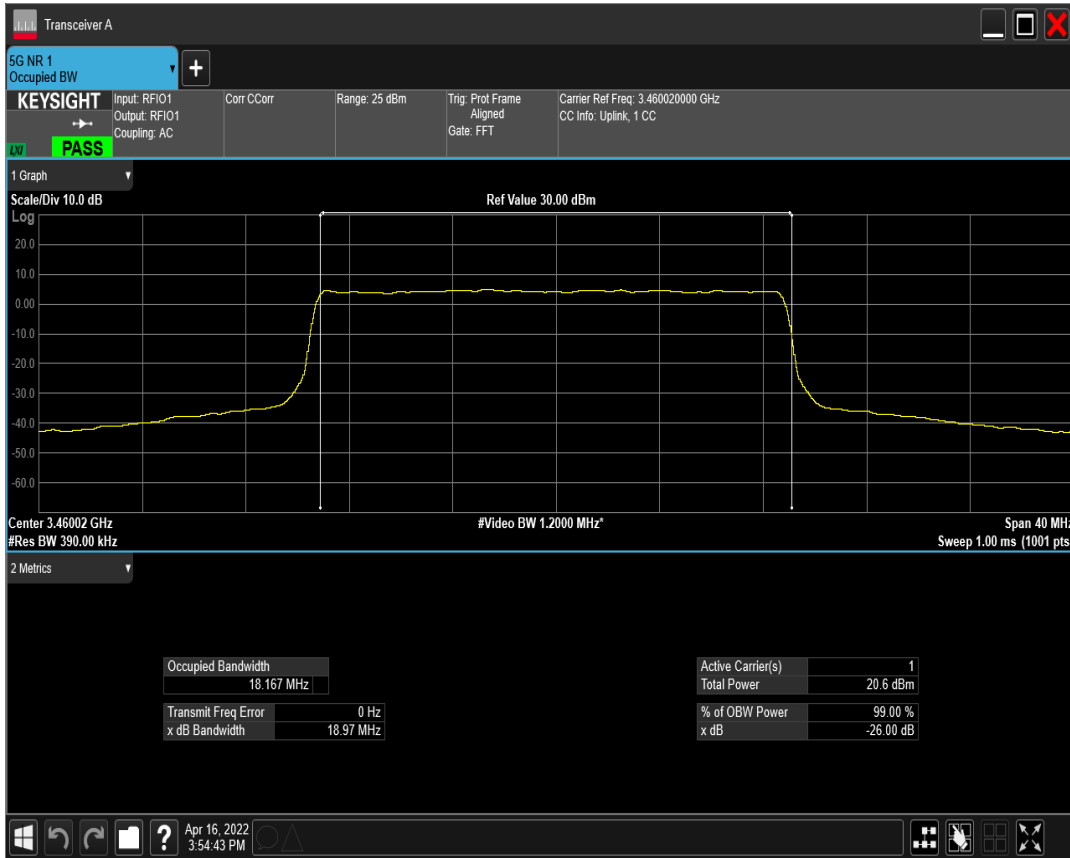 Transceiver A
5G NR 1
Occupied BW
KEYSIGHT
Input: RFIO1
Output: RFIO1
Coupling: AC
Corr CCorr
Range: 25 dBm
Trig: Prot Frame
Aligned
Gate: FFT
Carrier Ref Freq: 3.460020000 GHz
CC Info: Uplink, 1 CC
LXI
PASS
1 Graph
Scale/Div 10.0 dB
Ref Value 30.00 dBm
Log
20.0
10.0
0.00
-10.0
-20.0
-30.0
-40.0
-50.0
-60.0
Center 3.46002 GHz
#Video BW 1.2000 MHz*
Span 40 MHz
#Res BW 390.00 kHz
Sweep 1.00 ms (1001 pts
2 Metrics
Occupied Bandwidth
18.167 MHz
Transmit Freq Error 0 Hz
x dB Bandwidth 18.97 MHz
Active Carrier(s) 1
Total Power 20.6 dBm
% of OBW Power 99.00 %
x dB -26.00 dB
Apr 16, 2022
3:54:43 PM